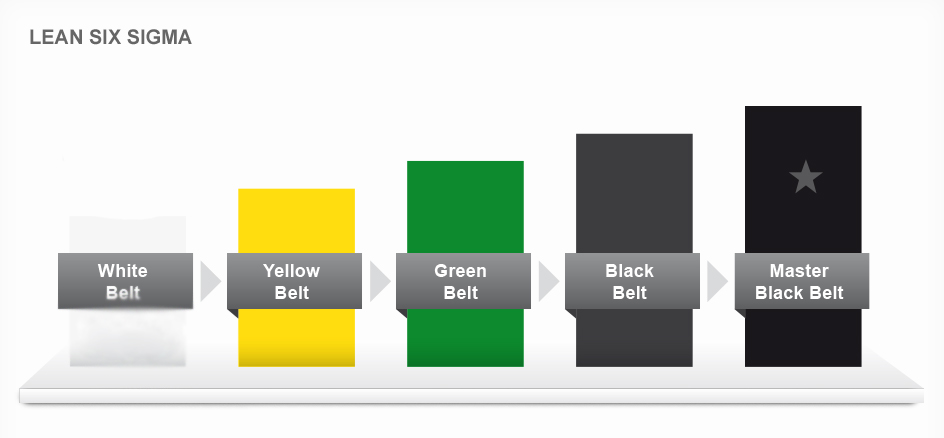 LEAN SIX SIGMA
White
Belt
Yellow
Belt
Green
Belt
Black
Belt
Master
Black Belt